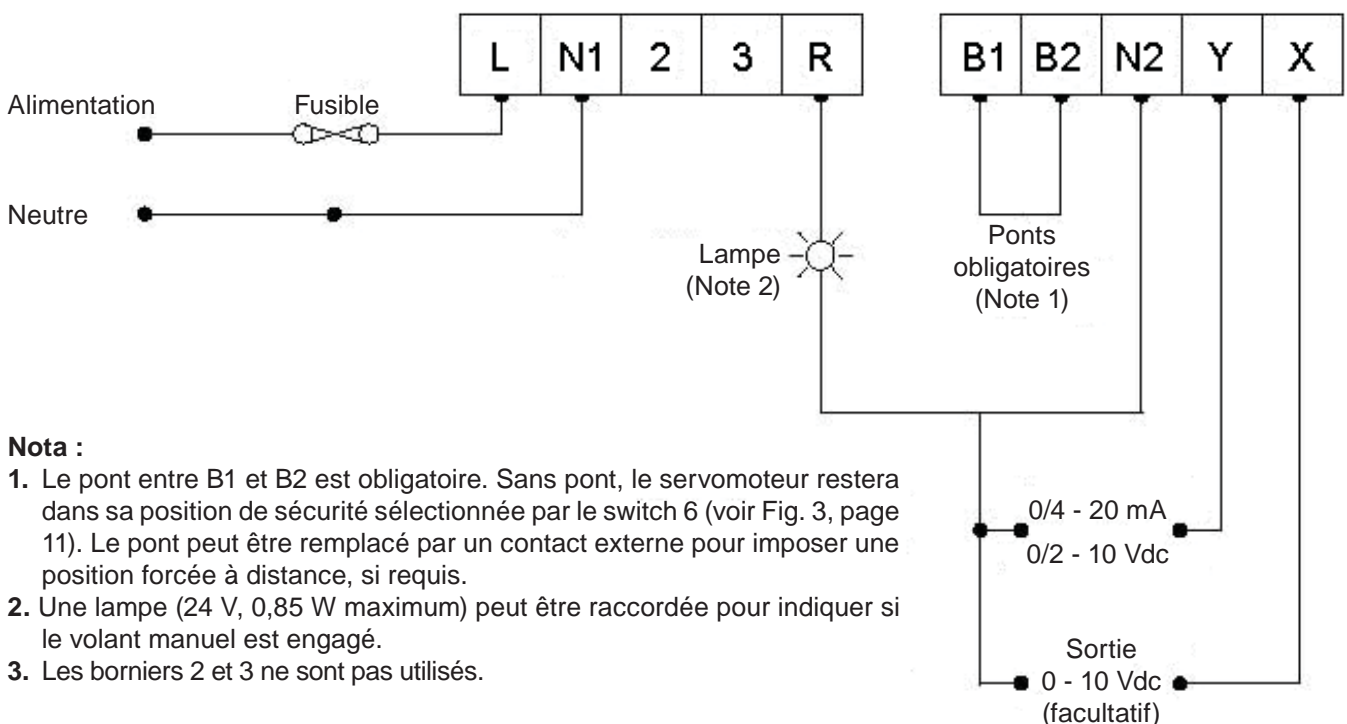 L N1 2 3 R B1 B2 N2 Y X
Alimentation Fusible
Neutre
Lampe
(Note 2)
Ponts
obligatoires
(Note 1)
Nota :
1. Le pont entre B1 et B2 est obligatoire. Sans pont, le servomoteur restera
dans sa position de sécurité sélectionnée par le switch 6 (voir Fig. 3, page
11). Le pont peut être remplacé par un contact externe pour imposer une
position forcée à distance, si requis.
2. Une lampe (24 V, 0,85 W maximum) peut être raccordée pour indiquer si
le volant manuel est engagé.
3. Les borniers 2 et 3 ne sont pas utilisés.
0/4 - 20 mA
0/2 - 10 Vdc
Sortie
0 - 10 Vdc
(facultatif)